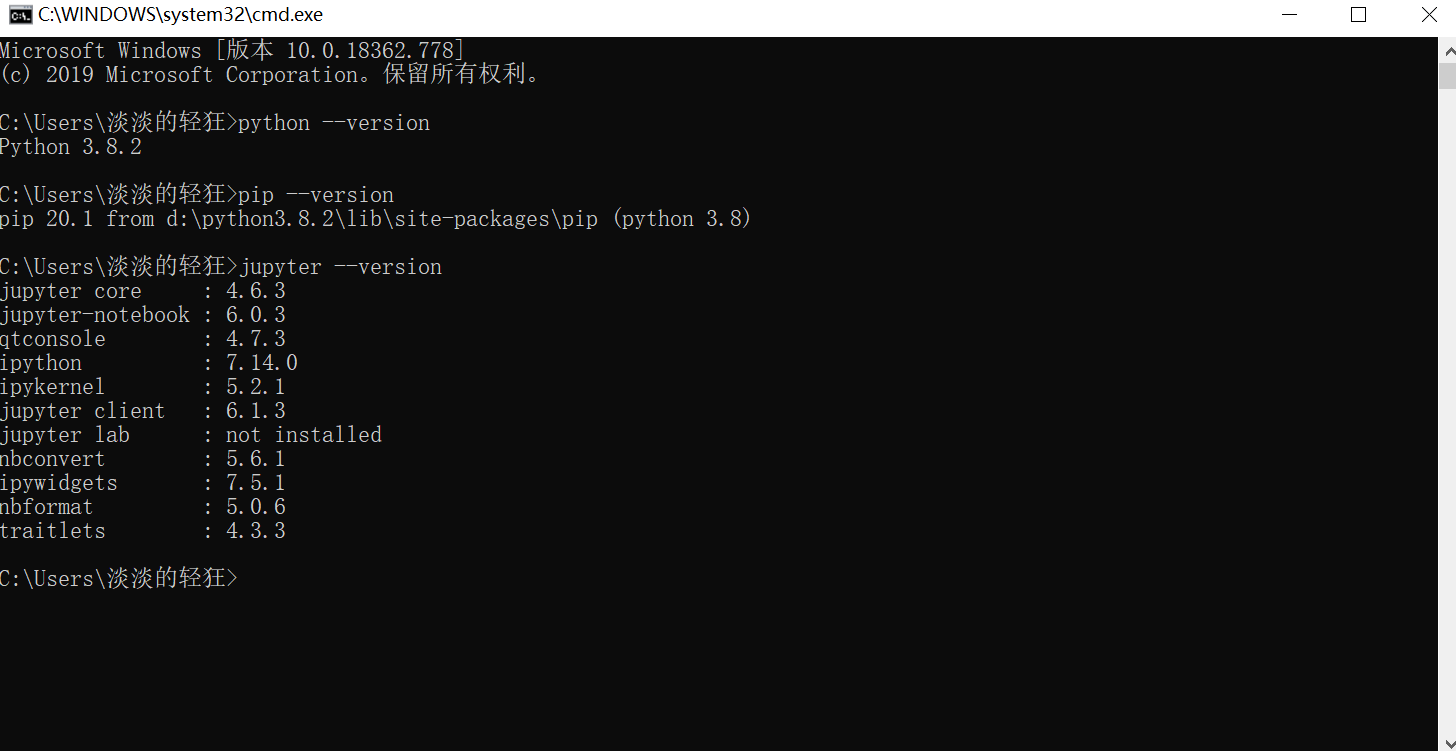 C:\WINDOWS\system32\cmd.exe
Microsoft Windows [版本 10.0.18362.778]
(c) 2019 Microsoft Corporation。保留所有权利。
C:\Users\淡淡的轻狂>python --version
Python 3.8.2
C:\Users\淡淡的轻狂>pip --version
pip 20.1 from d:\python3.8.2\lib\site-packages\pip (python 3.8)
C:\Users\淡淡的轻狂>jupyter --version
jupyter core     : 4.6.3
jupyter-notebook : 6.0.3
qtconsole        : 4.7.3
ipython          : 7.14.0
ipykernel        : 5.2.1
jupyter client   : 6.1.3
jupyter lab      : not installed
nbconvert        : 5.6.1
ipywidgets       : 7.5.1
nbformat         : 5.0.6
traitlets        : 4.3.3
C:\Users\淡淡的轻狂>